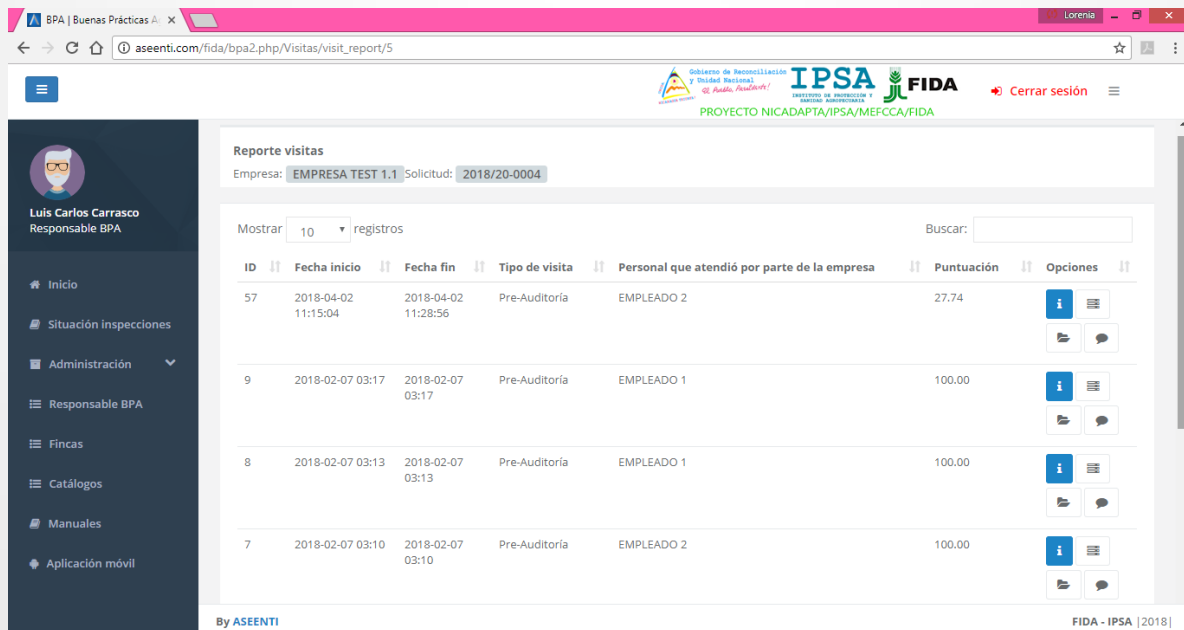 BPA | Buenas Prácticas A
Lorenia
aseenti.com/fida/bpa2.php/Visitas/visit_report/5
Gobierno de Reconciliación
y Unidad Nacional
El Pueblo, Presidente!
IPSA
INSTITUTO DE PROTECCIÓN Y
SANIDAD AGROPECUARIA
FIDA
PROYECTO NICADAPTA/IPSA/MEFCCA/FIDA
Cerrar sesión
Luis Carlos Carrasco
Responsable BPA
Inicio
Situación inspecciones
Administración
Responsable BPA
Fincas
Catálogos
Manuales
Aplicación móvil
Reporte visitas
Empresa: EMPRESA TEST 1.1 Solicitud: 2018/20-0004
Mostrar 10 registros
Buscar:
ID Fecha inicio Fecha fin Tipo de visita Personal que atendió por parte de la empresa Puntuación Opciones
57 2018-04-02 2018-04-02 Pre-Auditoría EMPLEADO 2 27.74
11:15:04 11:28:56
9 2018-02-07 03:17 2018-02-07 Pre-Auditoría EMPLEADO 1 100.00
03:17
8 2018-02-07 03:13 2018-02-07 Pre-Auditoría EMPLEADO 1 100.00
03:13
7 2018-02-07 03:10 2018-02-07 Pre-Auditoría EMPLEADO 2 100.00
03:10
By ASEENTI
FIDA - IPSA |2018|